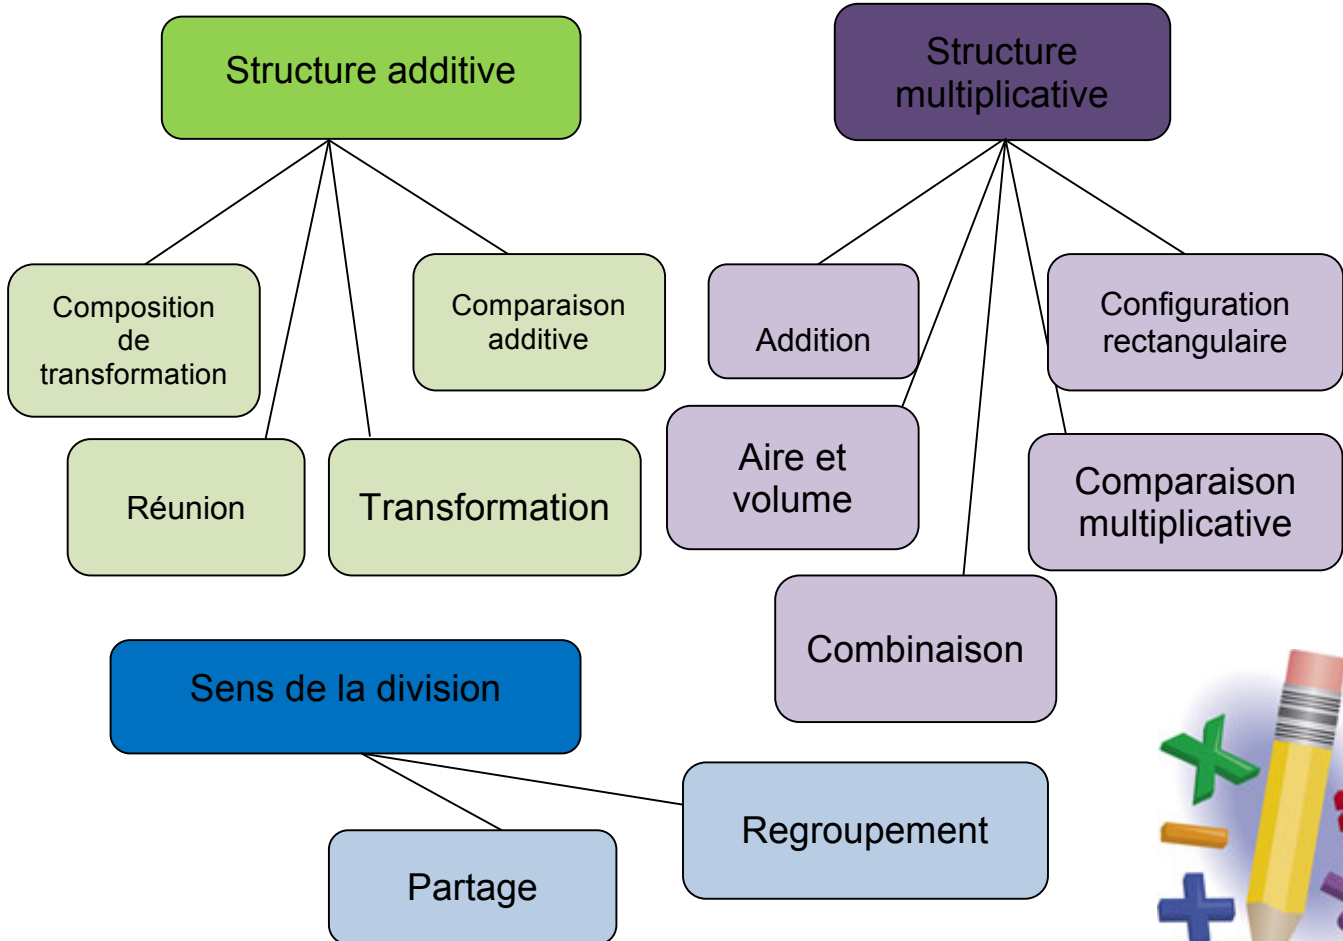 Structure additive
Structure
multiplicative
Composition
de
transformation
Comparaison
additive
Réunion
Transformation
Addition
Configuration
rectangulaire
Aire et
volume
Comparaison
multiplicative
Combinaison
Sens de la division
Regroupement
Partage